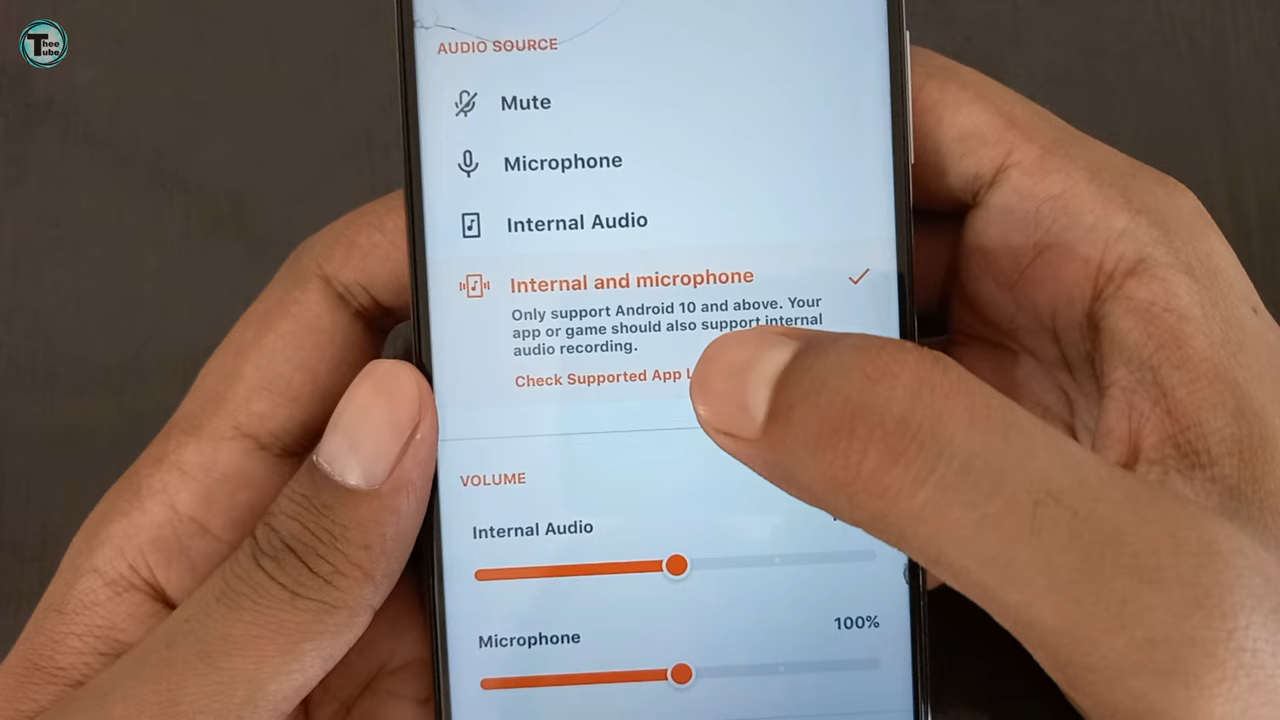 Thee
Tube
AUDIO SOURCE
Mute
Microphone
Internal Audio
Internal and microphone
Only support Android 10 and above. Your
app or game should also support internal
audio recording.
Check Supported App
VOLUME
Internal Audio
Microphone
100%